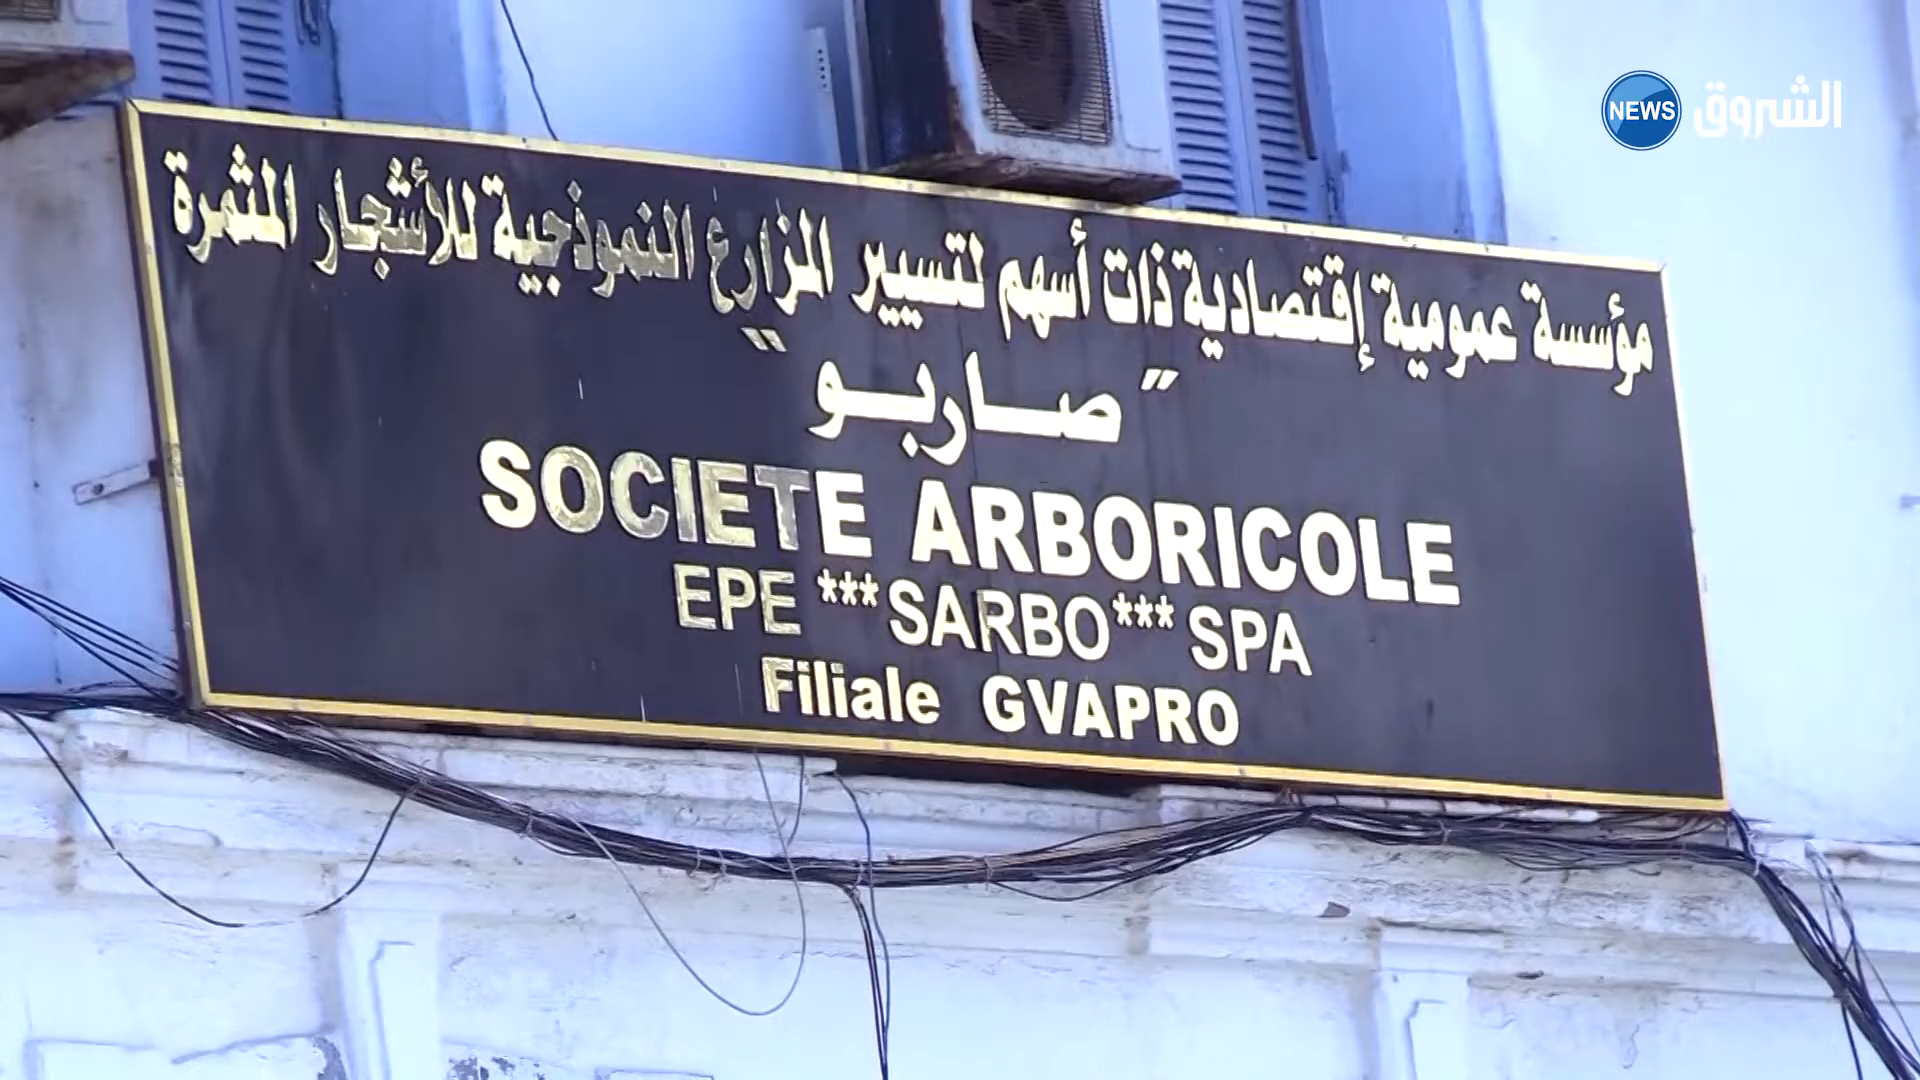 NEWS الشروق
مؤسسة عمومية إقتصادية ذات أسهم لتسيير المزارع النموذجية للأشجار المثمرة
" صاربو "
SOCIETE ARBORICOLE
EPE ***SARBO*** SPA
Filiale GVAPRO